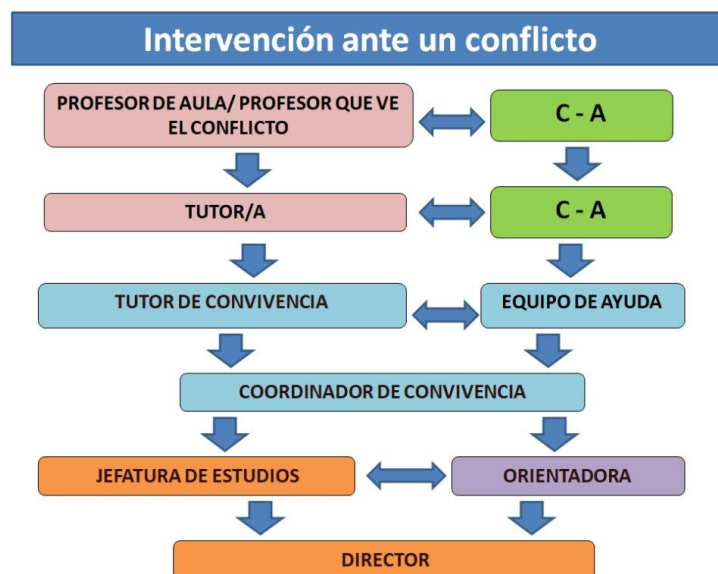 Intervención ante un conflicto
PROFESOR DE AULA/ PROFESOR QUE VE
EL CONFLICTO
C - A
TUTOR/A
C - A
TUTOR DE CONVIVENCIA
EQUIPO DE AYUDA
COORDINADOR DE CONVIVENCIA
JEFATURA DE ESTUDIOS
ORIENTADORA
DIRECTOR